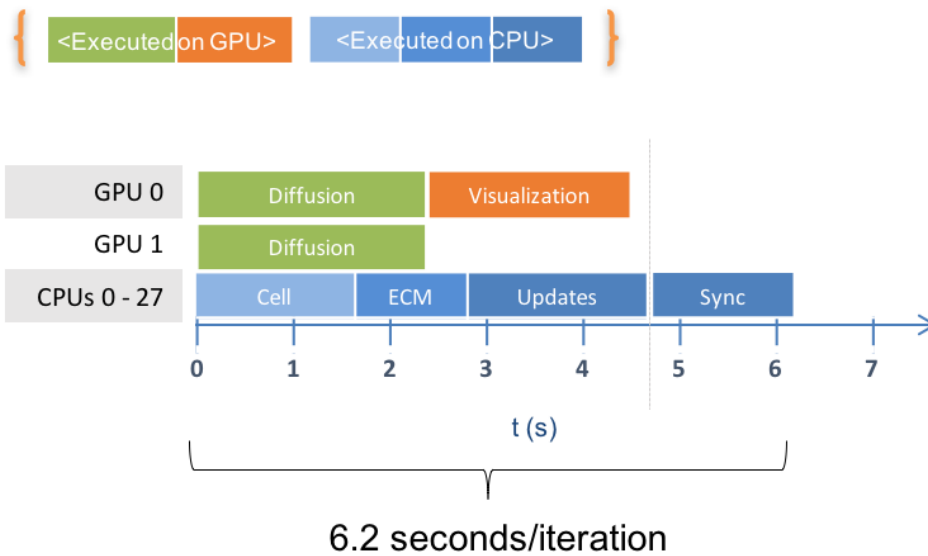 { <Executed on GPU> <Executed on CPU> }
GPU 0 Diffusion Visualization
GPU 1 Diffusion
CPUs 0 - 27 Cell ECM Updates Sync
0 1 2 3 4 5 6 7
t (s)
6.2 seconds/iteration